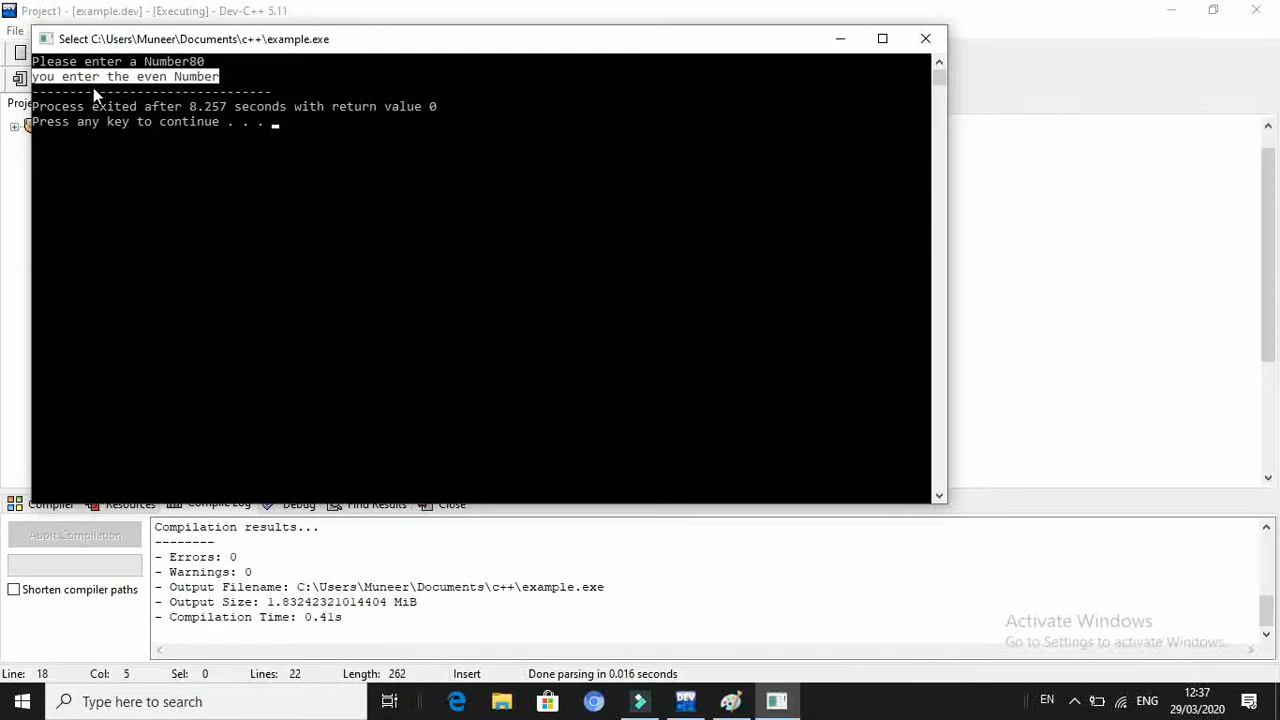 Project1 - [example.dev] - [Executing] - Dev-C++ 5.11
File
Select C:\Users\Muneer\Documents\c++\example.exe
Please enter a Number80
you enter the even Number
--------------------------------
Process exited after 8.257 seconds with return value 0
Press any key to continue . . .
Compiler Resources Compile Log Debug Find Results Close
Abort Compilation
Shorten compiler paths
Compilation results...
--------
- Errors: 0
- Warnings: 0
- Output Filename: C:\Users\Muneer\Documents\c++\example.exe
- Output Size: 1.83242321014404 MiB
- Compilation Time: 0.41s
Activate Windows
Go to Settings to activate Windows.
Line: 18 Col: 5 Sel: 0 Lines: 22 Length: 262 Insert Done parsing in 0.016 seconds
Type here to search
DEV
EN
ENG
12:37
29/03/2020